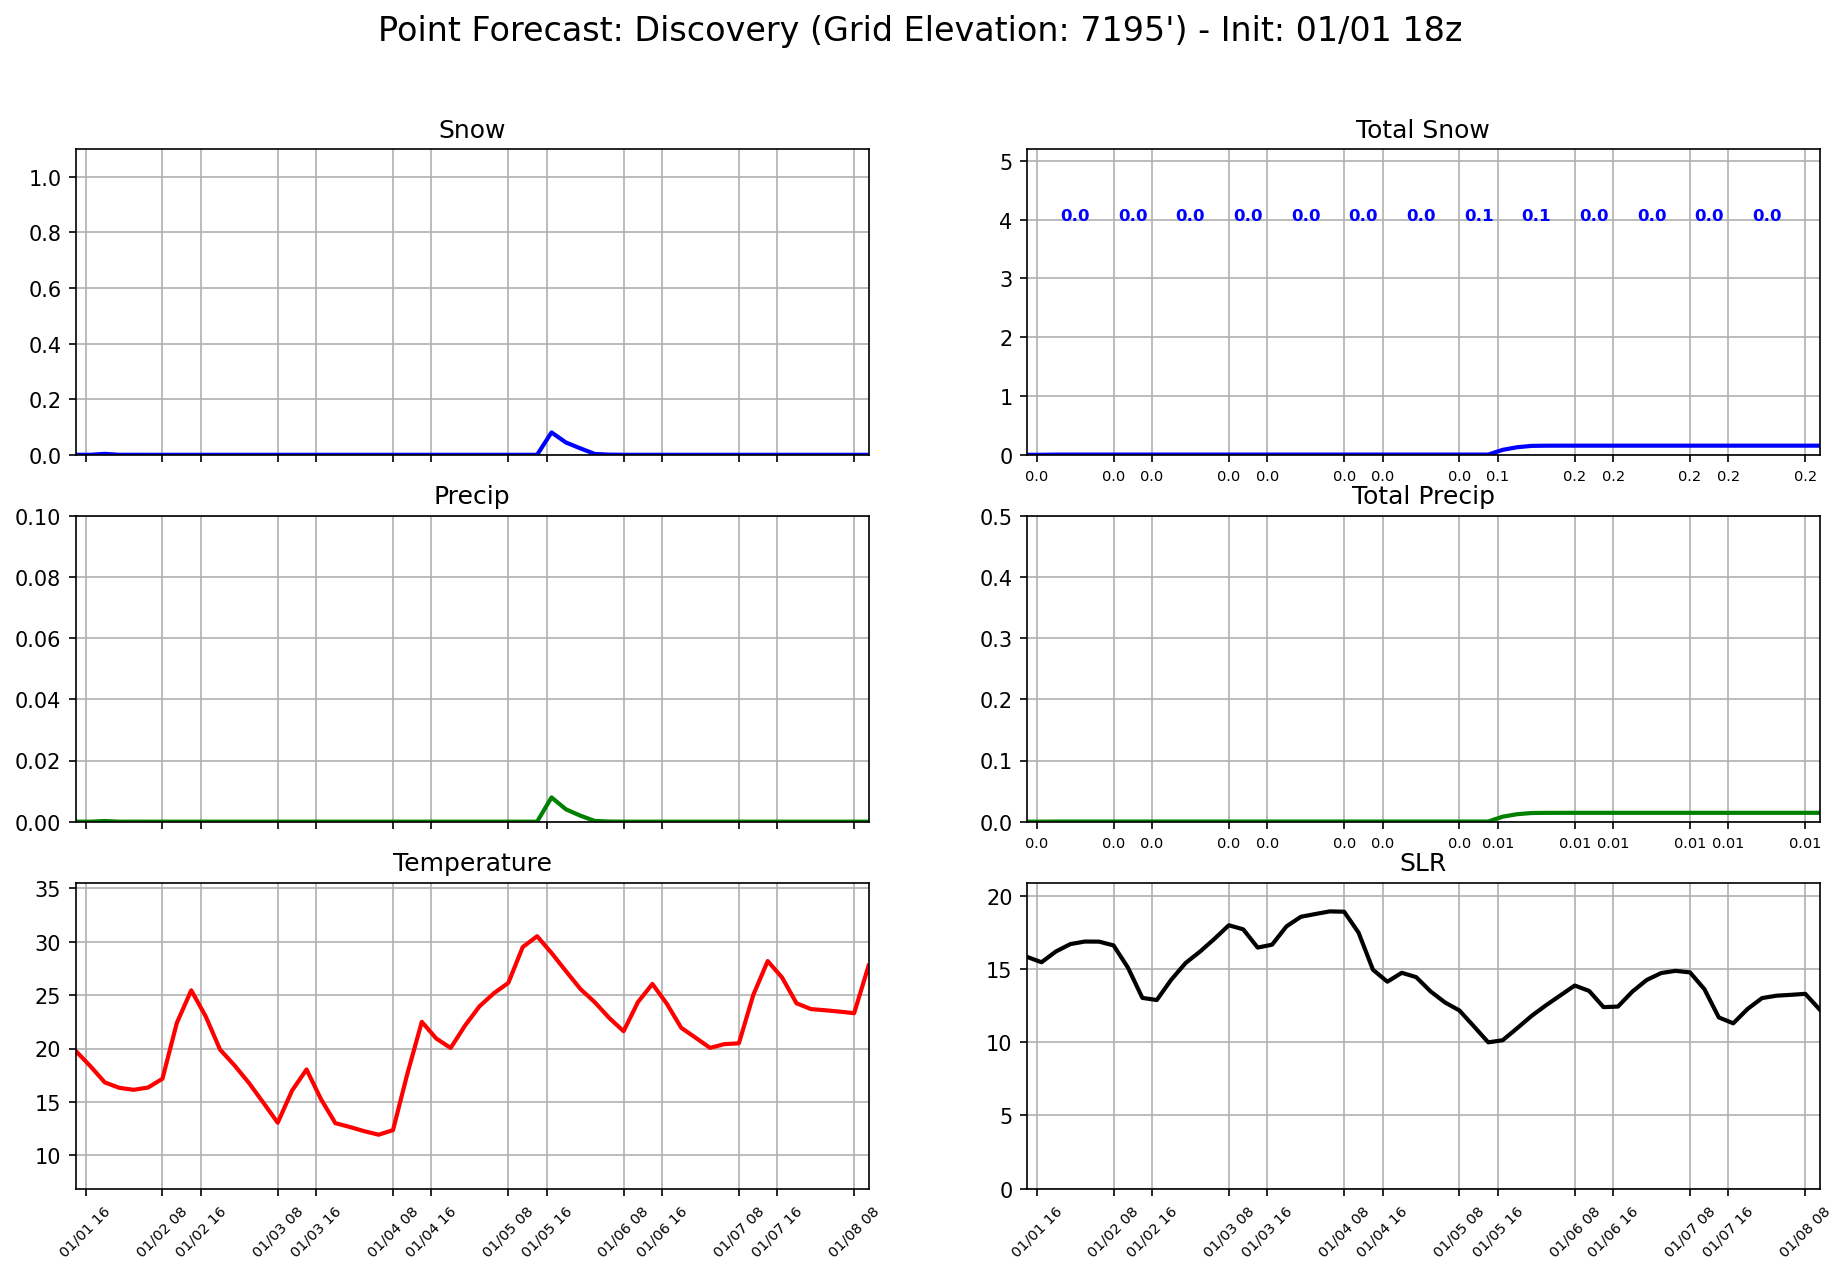 Point Forecast: Discovery (Grid Elevation: 7195') - Init: 01/01 18z
Snow
1.0
0.8
0.6
0.4
0.2
0.0
Total Snow
5
4
3
2
1
0
0.0 0.0 0.0 0.0 0.0 0.0 0.0 0.1 0.1 0.0 0.0 0.0 0.0
0.0 0.0 0.0 0.0 0.0 0.0 0.0 0.0 0.1 0.2 0.2 0.2 0.2 0.2
Precip
0.10
0.08
0.06
0.04
0.02
0.00
Total Precip
0.5
0.4
0.3
0.2
0.1
0.0
0.0 0.0 0.0 0.0 0.0 0.0 0.0 0.0 0.01 0.01 0.01 0.01 0.01 0.01
Temperature
35
30
25
20
15
10
01/01 16 01/02 08 01/02 16 01/03 08 01/03 16 01/04 08 01/04 16 01/05 08 01/05 16 01/06 08 01/06 16 01/07 08 01/07 16 01/08 08
SLR
20
15
10
5
0
01/01 16 01/02 08 01/02 16 01/03 08 01/03 16 01/04 08 01/04 16 01/05 08 01/05 16 01/06 08 01/06 16 01/07 08 01/07 16 01/08 08